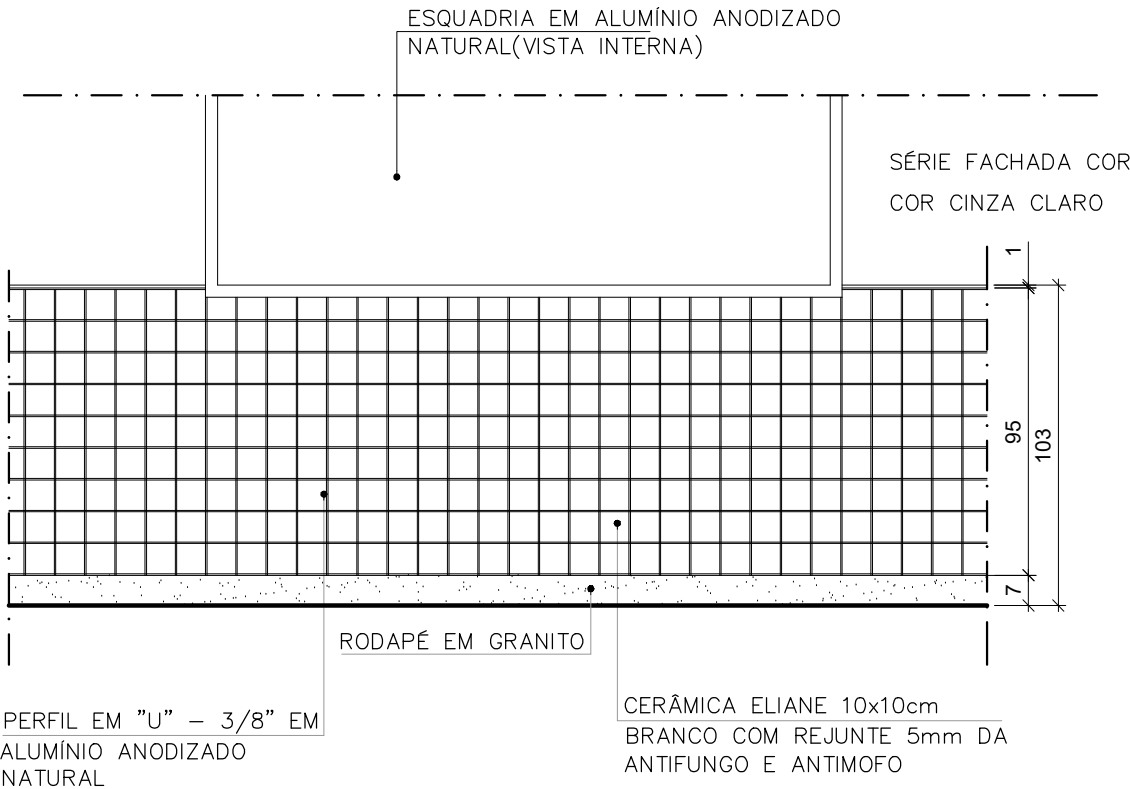 ESQUADRIA EM ALUMÍNIO ANODIZADO
NATURAL(VISTA INTERNA)
SÉRIE FACHADA COR
COR CINZA CLARO
1
95
103
7
RODAPÉ EM GRANITO
PERFIL EM "U" – 3/8" EM
ALUMÍNIO ANODIZADO
NATURAL
CERÂMICA ELIANE 10x10cm
BRANCO COM REJUNTE 5mm DA
ANTIFUNGO E ANTIMOFO